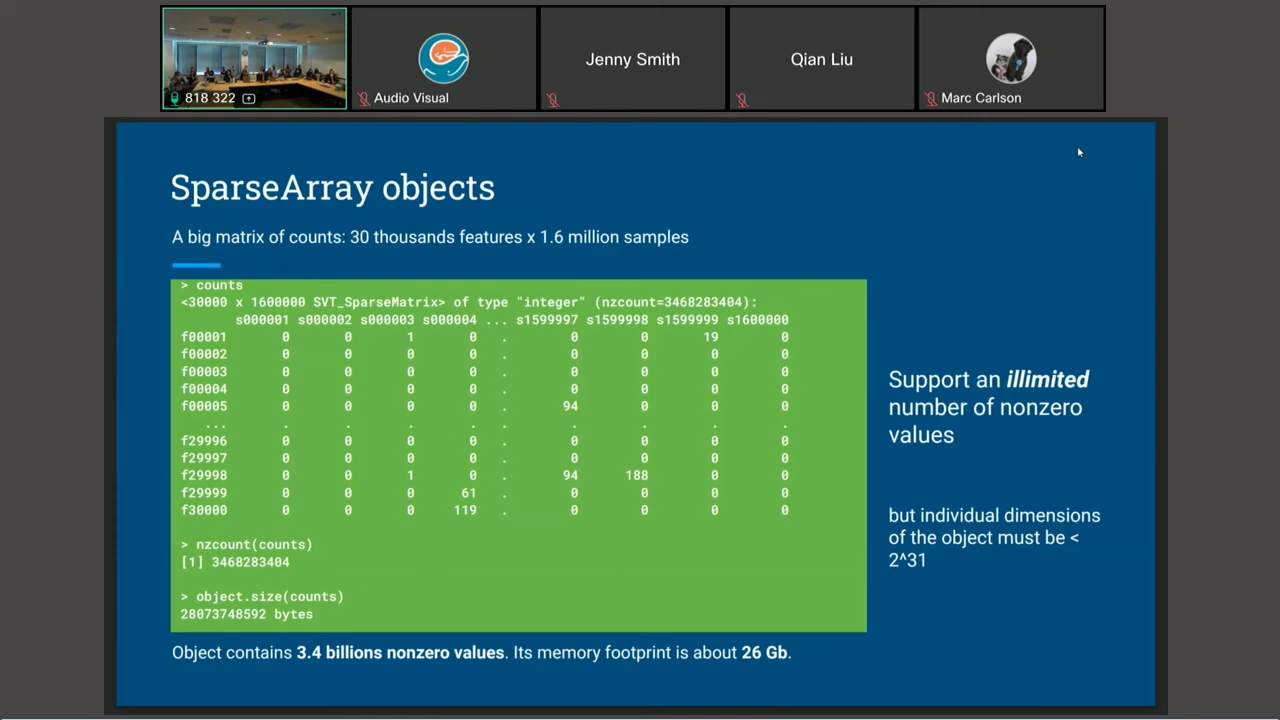 818 322
Audio Visual
Jenny Smith
Qian Liu
Marc Carlson
SparseArray objects
A big matrix of counts: 30 thousands features x 1.6 million samples
> counts
<30000 x 1600000 SVT_SparseMatrix> of type "integer" (nzcount=3468283404):
s000001 s000002 s000003 s000004 ... s1599997 s1599998 s1599999 s1600000
f00001 0 0 1 0 . 0 0 19 0
f00002 0 0 0 0 . 0 0 0 0
f00003 0 0 0 0 . 0 0 0 0
f00004 0 0 0 0 . 0 0 0 0
f00005 0 0 0 0 . 94 0 0 0
... . . . . . . . . .
f29996 0 0 0 0 . 0 0 0 0
f29997 0 0 0 0 . 0 0 0 0
f29998 0 0 1 0 . 94 188 0 0
f29999 0 0 0 61 . 0 0 0 0
f30000 0 0 0 119 . 0 0 0 0
> nzcount(counts)
[1] 3468283404
> object.size(counts)
28073748592 bytes
Support an illimited
number of nonzero
values
but individual dimensions
of the object must be <
2^31
Object contains 3.4 billions nonzero values. Its memory footprint is about 26 Gb.